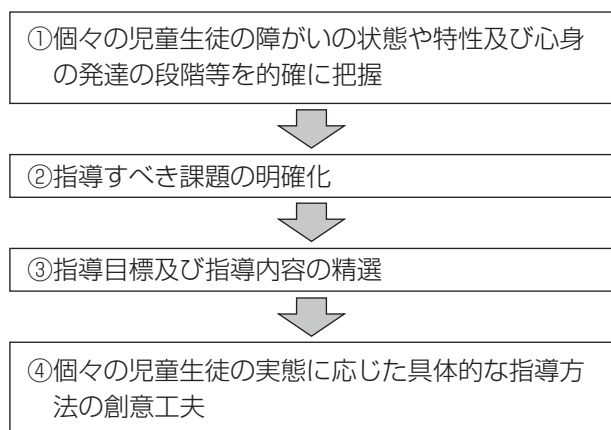 ①個々の児童生徒の障がいの状態や特性及び心身
の発達の段階等を的確に把握
②指導すべき課題の明確化
③指導目標及び指導内容の精選
④個々の児童生徒の実態に応じた具体的な指導方
法の創意工夫